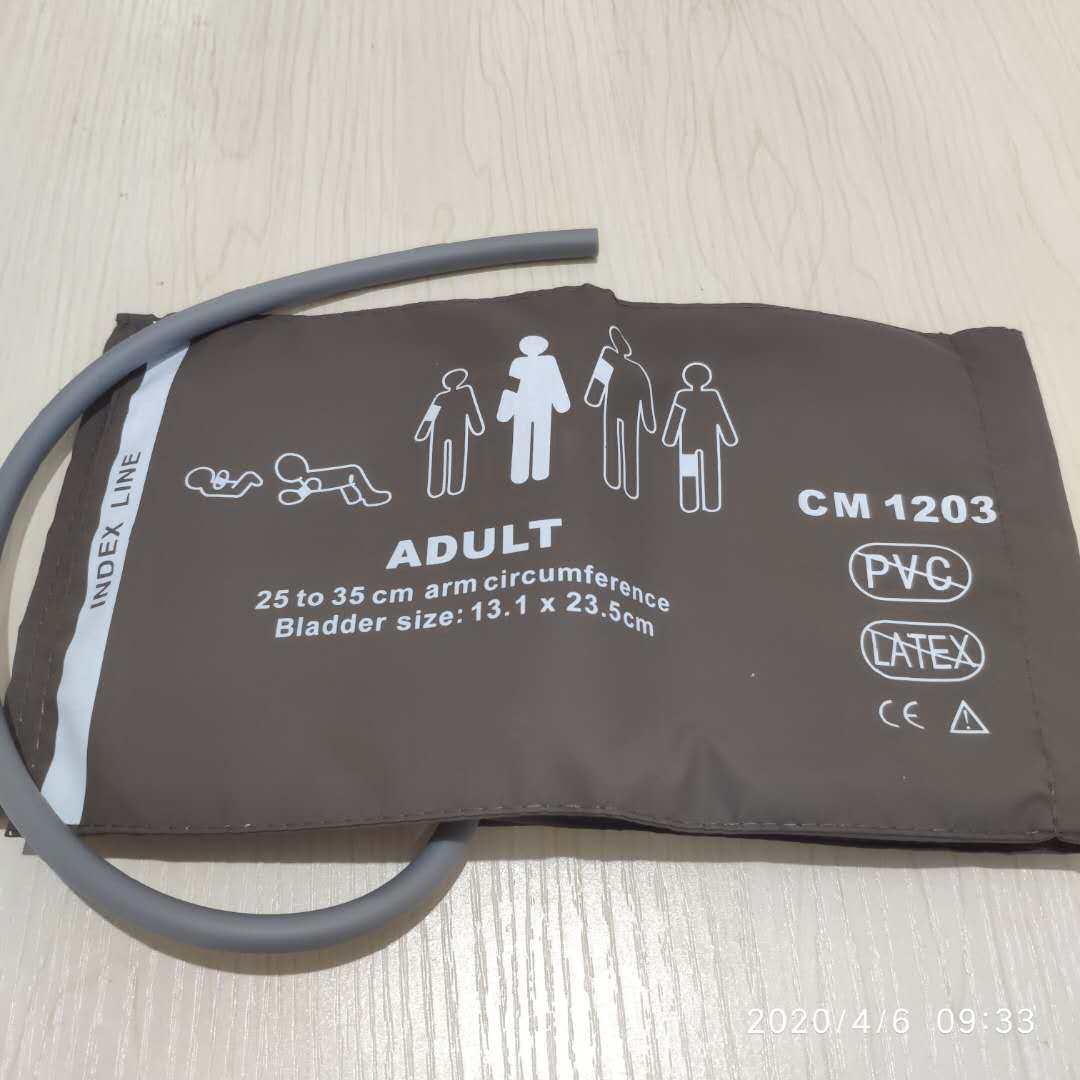 INDEX LINE
ADULT
25 to 35 cm arm circumference
Bladder size: 13.1 x 23.5cm
CM 1203
PVC
LATEX
CE
2020/4/6 09:33